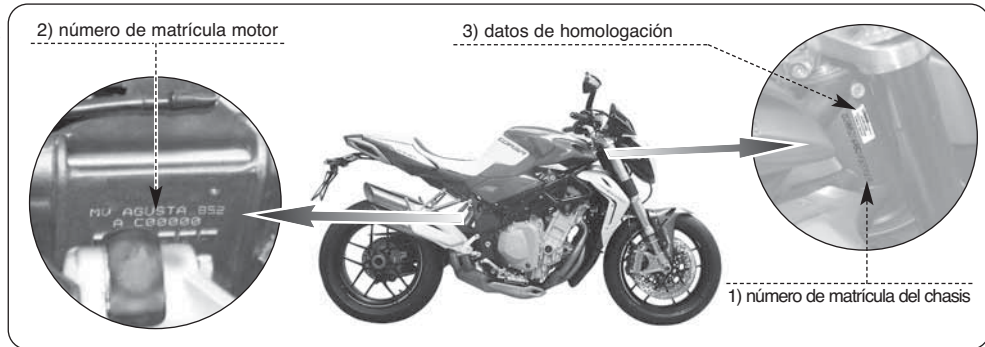 2) número de matrícula motor
3) datos de homologación
MV AGUSTA B52
A C00000
1) número de matrícula del chasis